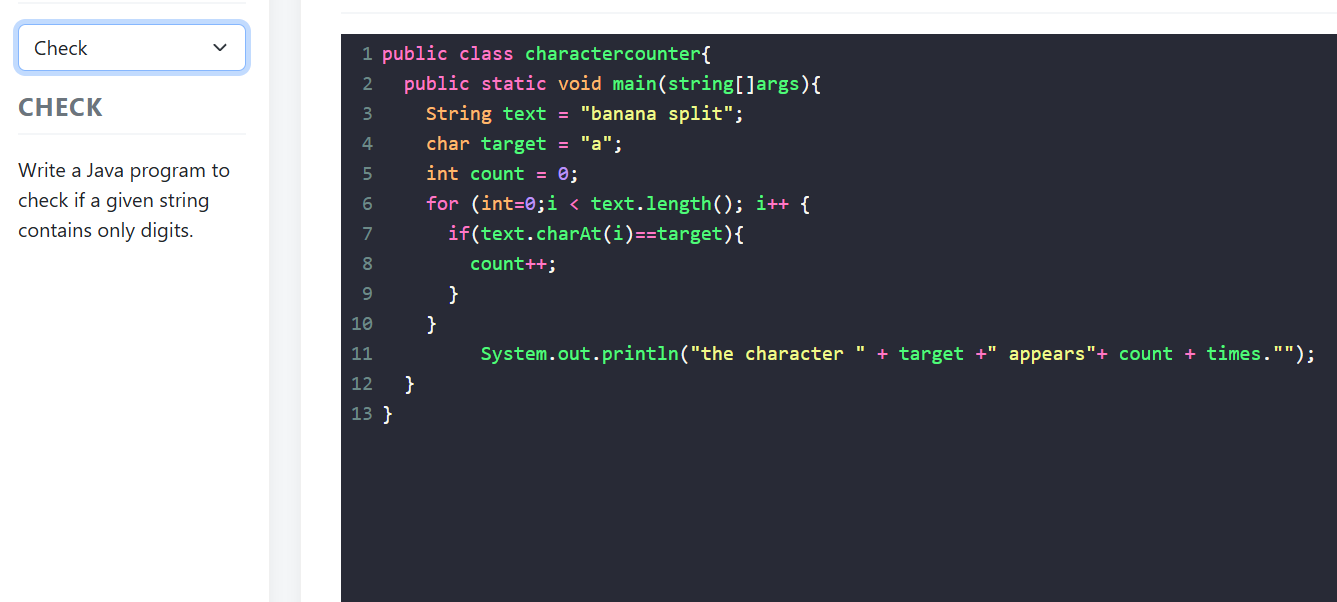 Check
CHECK
Write a Java program to
check if a given string
contains only digits.
1 public class charactercounter{
2 public static void main(string[]args){
3 String text = "banana split";
4 char target = "a";
5 int count = 0;
6 for (int=0;i < text.length(); i++ {
7 if(text.charAt(i)==target){
8 count++;
9 }
10 }
11 System.out.println("the character " + target +" appears"+ count + times."");
12 }
13 }